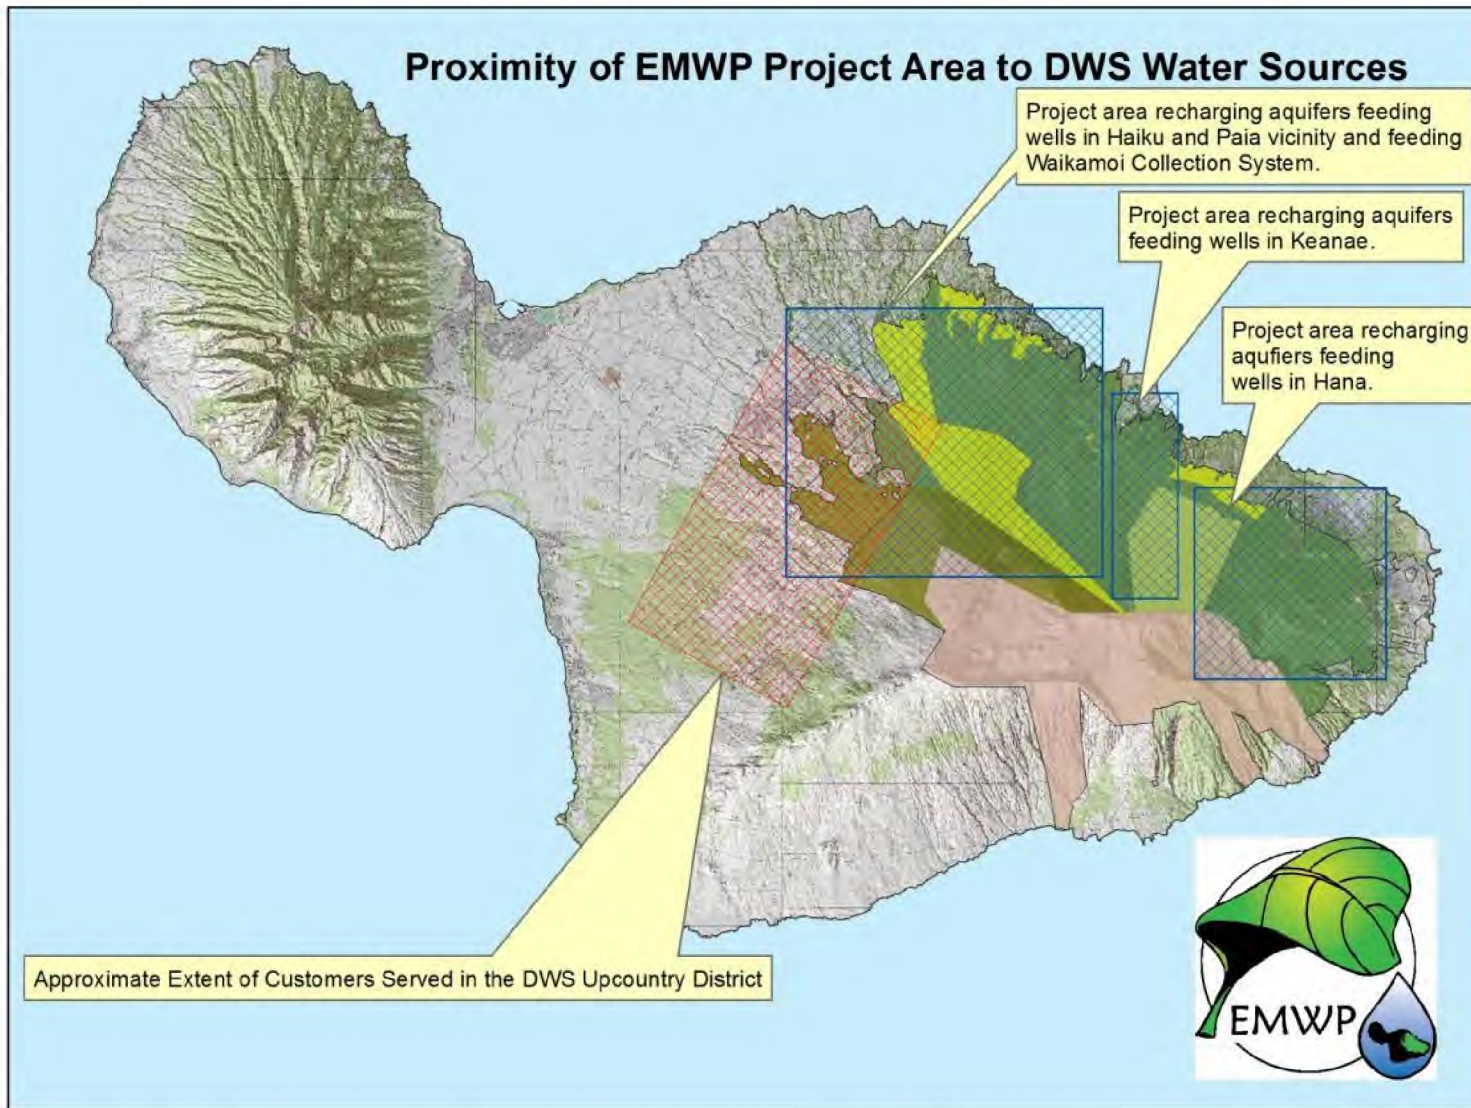 Proximity of EMWP Project Area to DWS Water Sources
Project area recharging aquifers feeding
wells in Haiku and Paia vicinity and feeding
Waikamoi Collection System.
Project area recharging aquifers
feeding wells in Keanae.
Project area recharging
aqufiers feeding
wells in Hana.
Approximate Extent of Customers Served in the DWS Upcountry District
EMWP